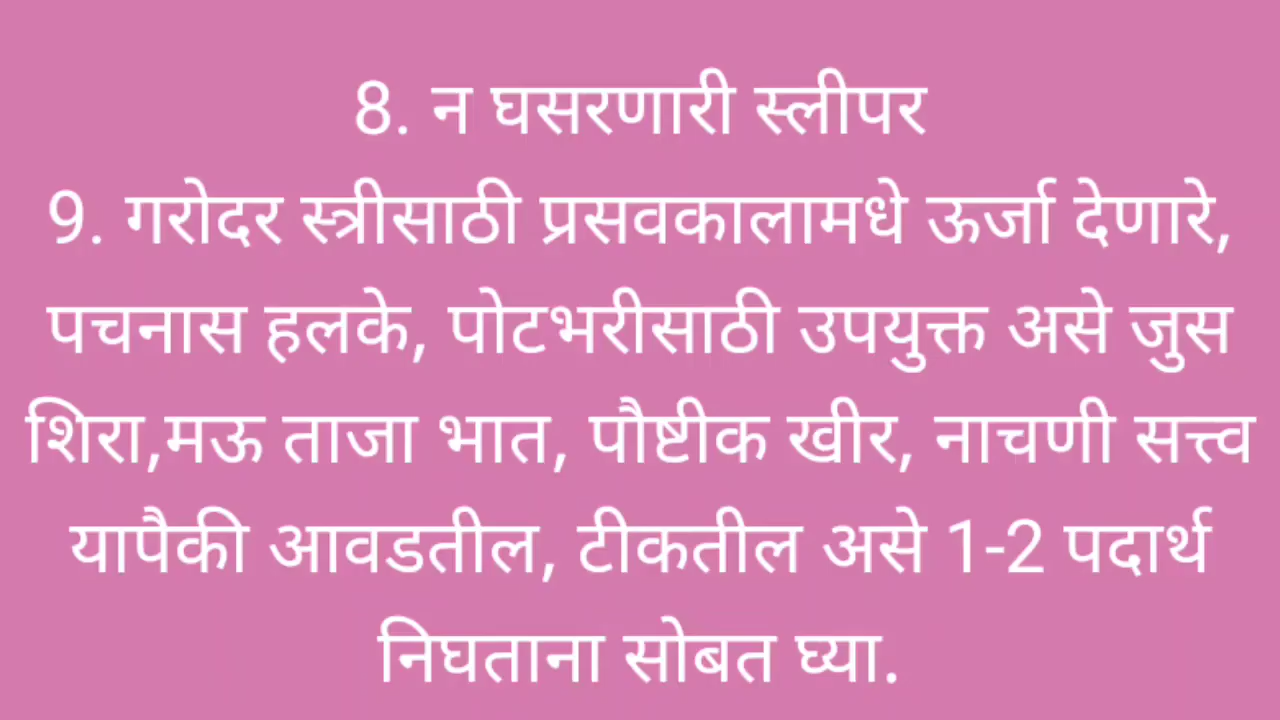 8. न घसरणारी स्लीपर
9. गरोदर स्त्रीसाठी प्रसवकालामधे ऊर्जा देणारे,
पचनास हलके, पोटभरीसाठी उपयुक्त असे जुस
शिरा,मऊ ताजा भात, पौष्टीक खीर, नाचणी सत्त्व
यापैकी आवडतील, टीकतील असे 1-2 पदार्थ
निघताना सोबत घ्या.